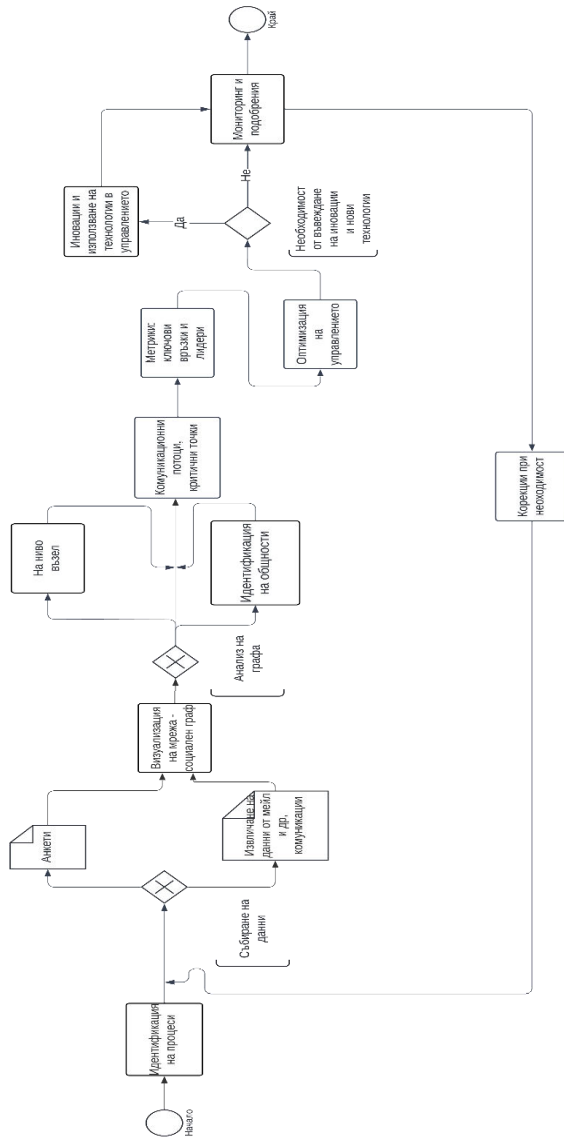 Начало
Идентификация
на процеси
Събиране на
данни
Анкети
Извличане на
данни от мейл
и др,
комуникации
Визуализация
на мрежа -
социален граф
Анализ на
графа
На ниво
възел
Идентификация
на общности
Комуникационни
потоци,
критични точки
Метрики:
ключови
връзки и
лидери
Оптимизация
на
управлението
Необходимост
от въвеждане
на иновации
и нови
технологии
Да
Не
Иновации и
използване на
технологии в
управлението
Мониторинг и
подобрения
Край
Корекции при
неоходимост